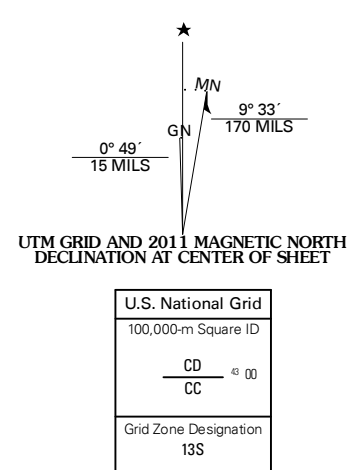 MN
9° 33´
170 MILS
GN
0° 49´
15 MILS
UTM GRID AND 2011 MAGNETIC NORTH
DECLINATION AT CENTER OF SHEET
U.S. National Grid
100,000-m Square ID
CD
43 00
CC
Grid Zone Designation
13S